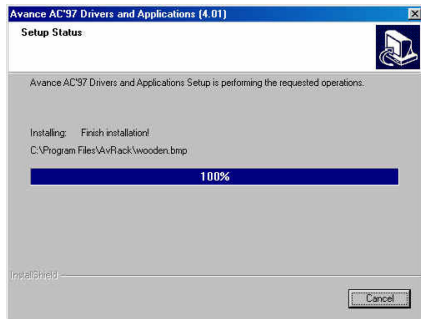 Avance AC'97 Drivers and Applications (4.01)
Setup Status
Avance AC'97 Drivers and Applications Setup is performing the requested operations.
Installing: Finish installation!
C:\Program Files\AvRack\wooden.bmp
100%
InstallShield
Cancel